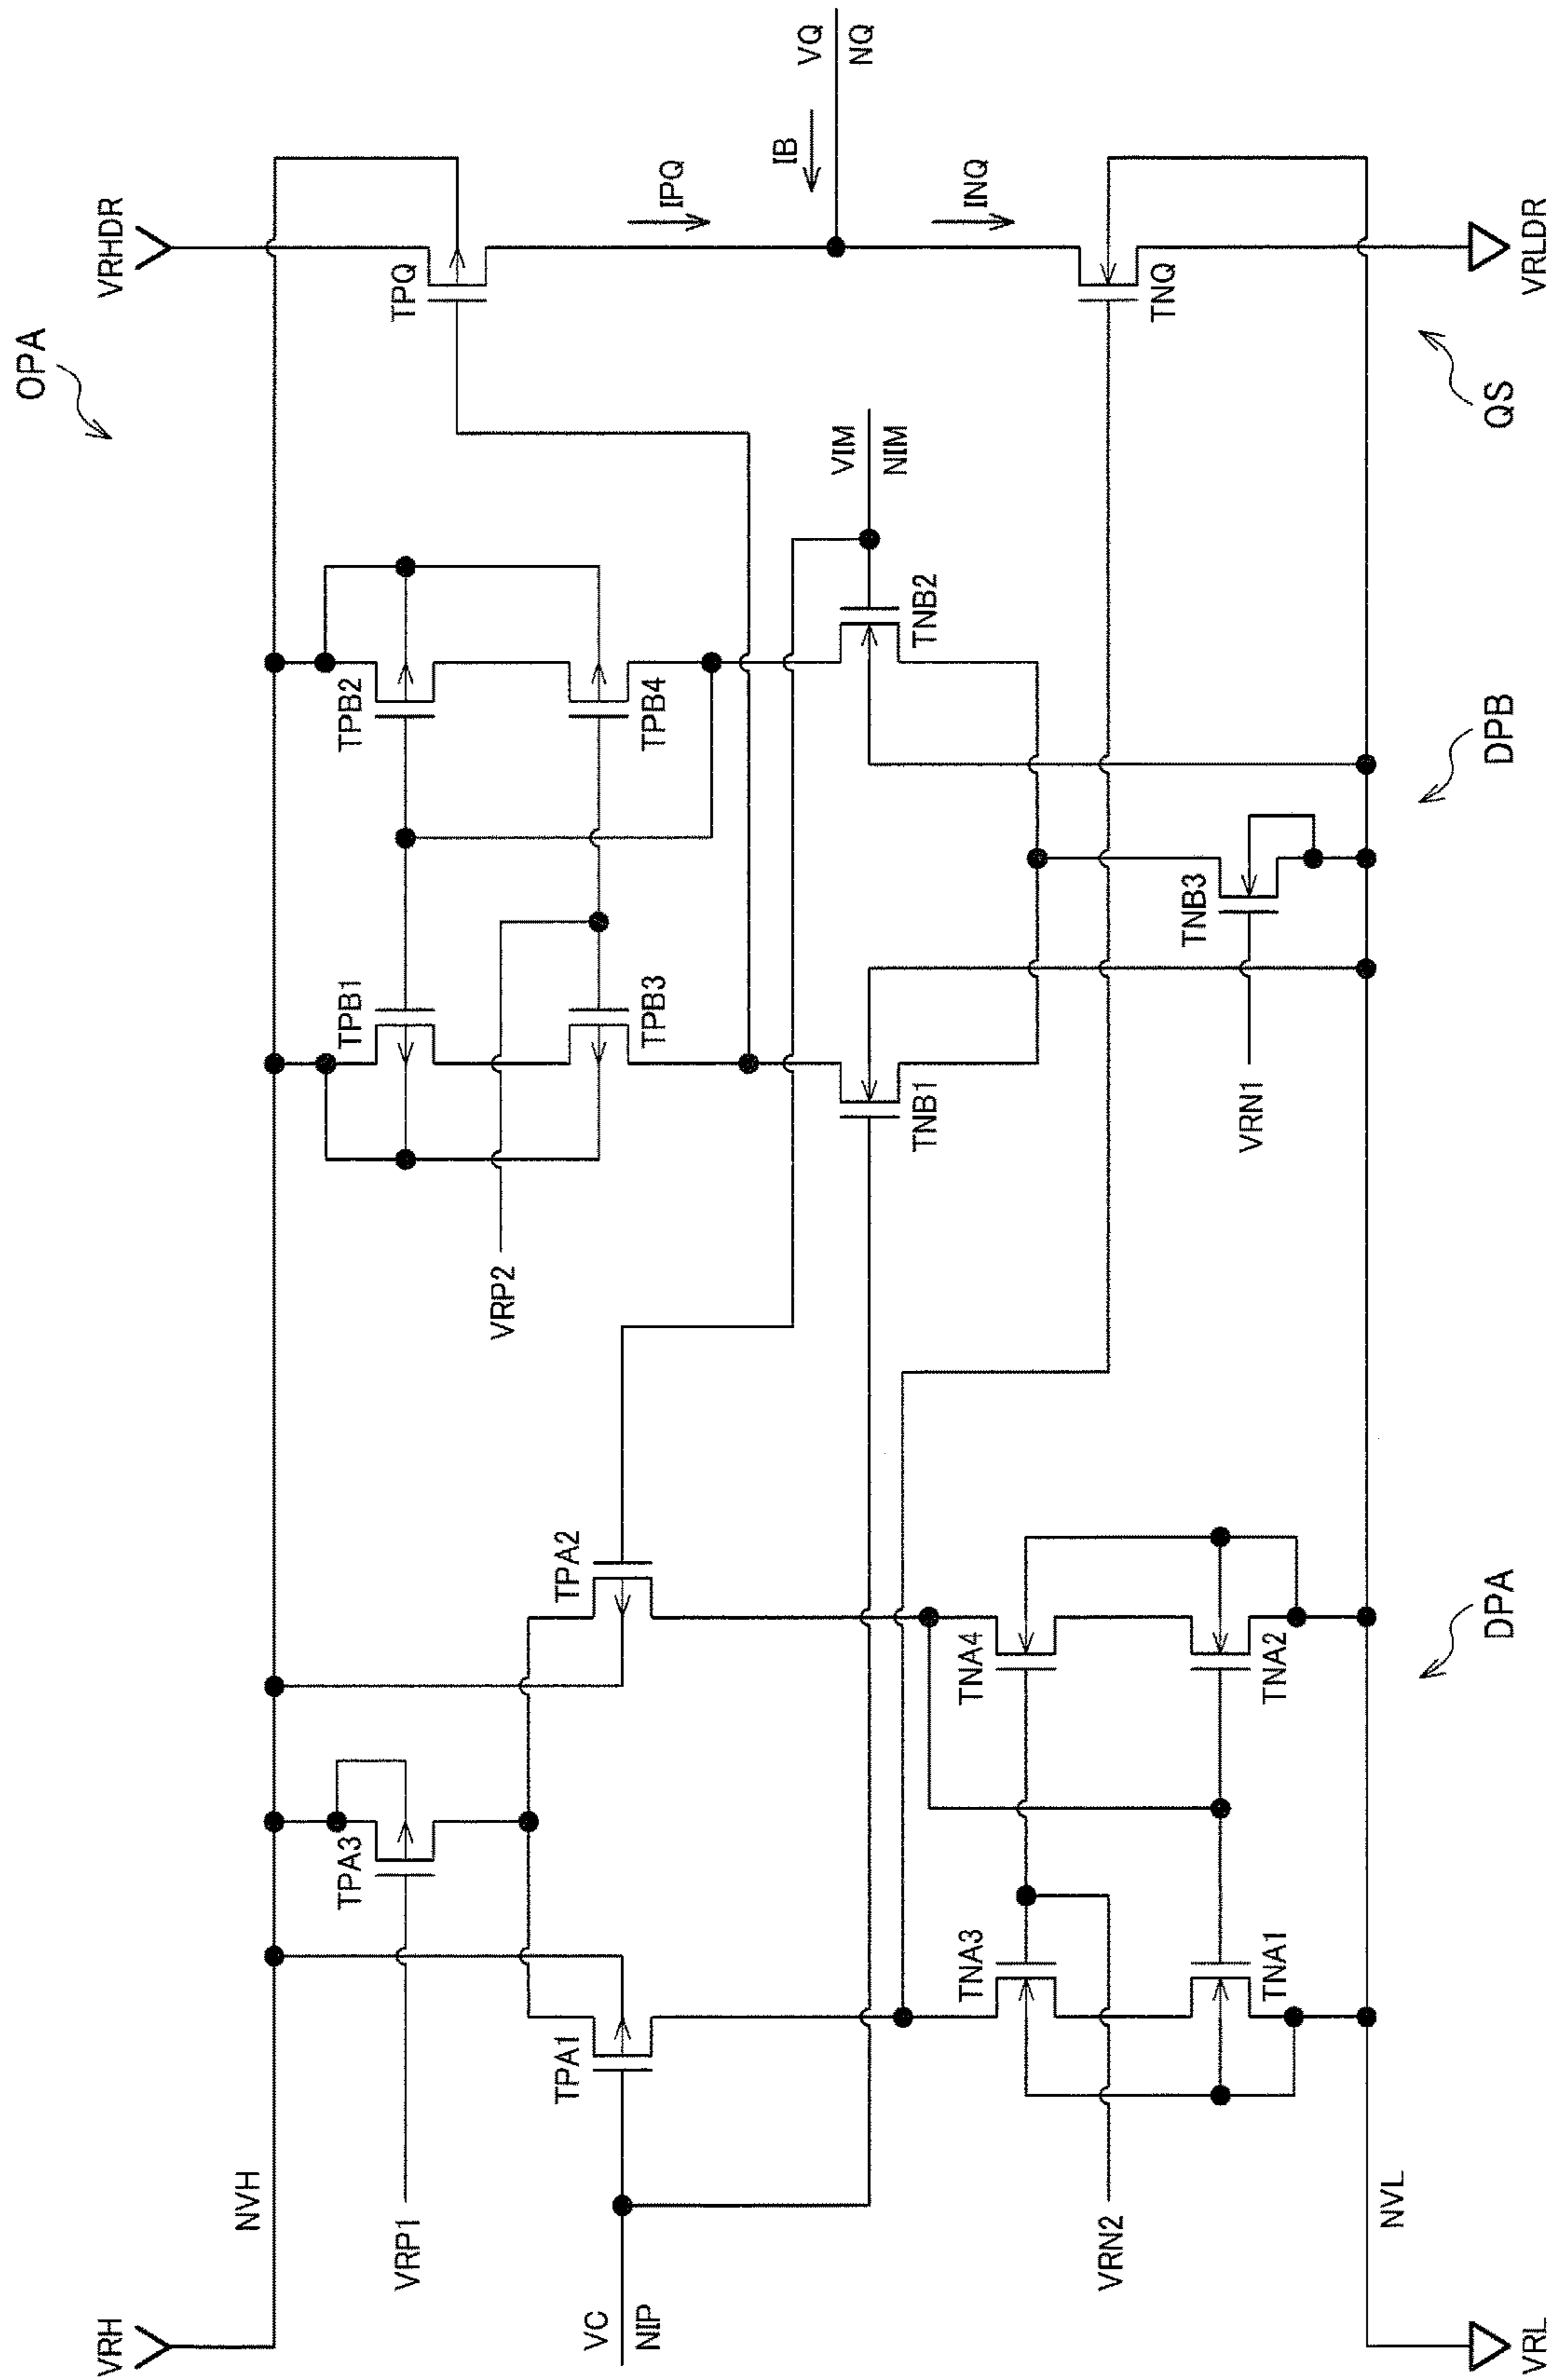 OPA
VRH
VRHDR
NVH
VRP1
TPA3
TPB1
TPB2
TPQ
VRP2
IPQ
TPA1
TPA2
TPB3
TPB4
VC
NIP
IB
VQ
NQ
VIM
NIM
TNB1
TNB2
INQ
TNA3
TNA4
VRN2
TNQ
TNB3
VRN1
TNA1
TNA2
NVL
VRL
DPA
DPB
QS
VRLDR